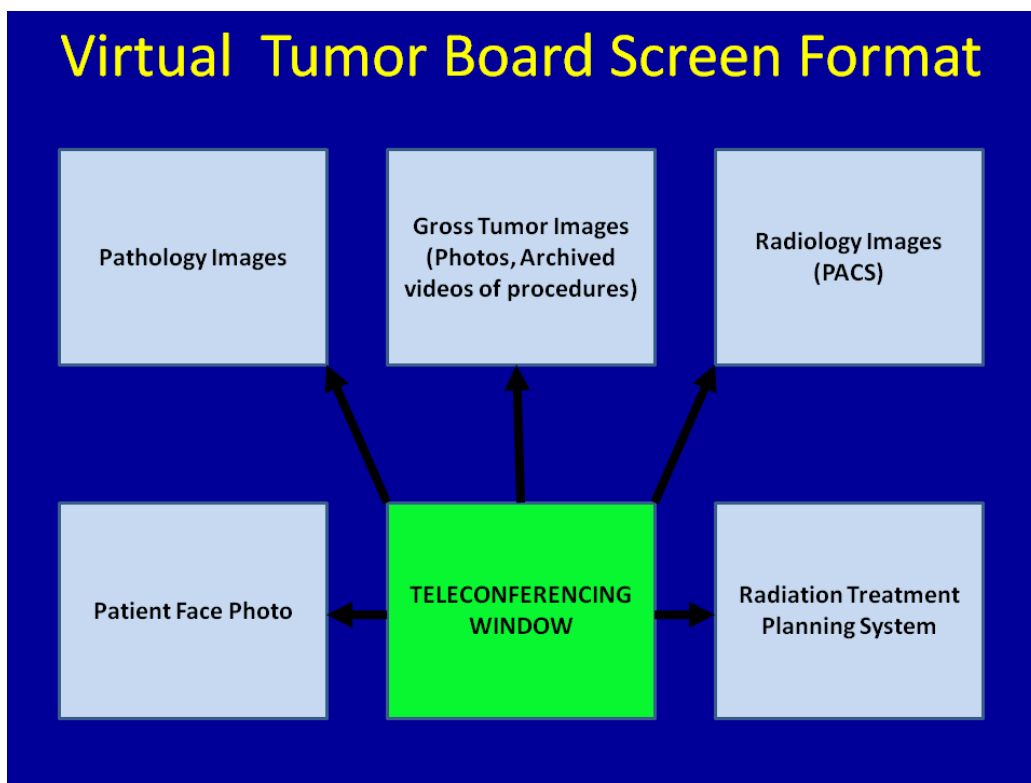 Virtual  Tumor Board Screen Format
Pathology Images
Gross Tumor Images
(Photos, Archived
videos of procedures)
Radiology Images
(PACS)
Patient Face Photo
TELECONFERENCING
WINDOW
Radiation Treatment
Planning System